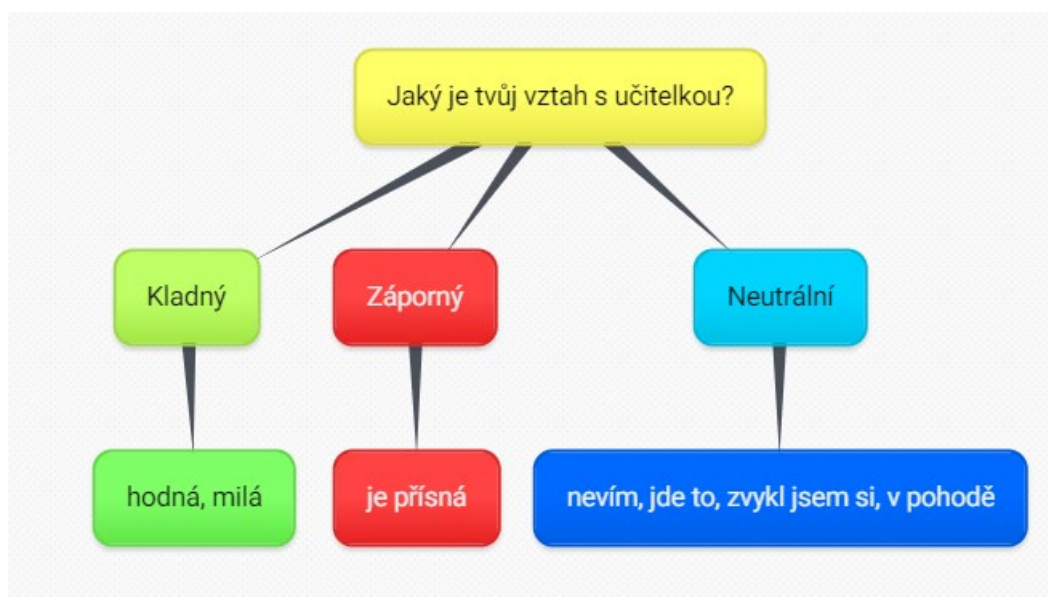 Jaký je tvůj vztah s učitelkou?
Kladný
Záporný
Neutrální
hodná, milá
je přísná
nevím, jde to, zvykl jsem si, v pohodě